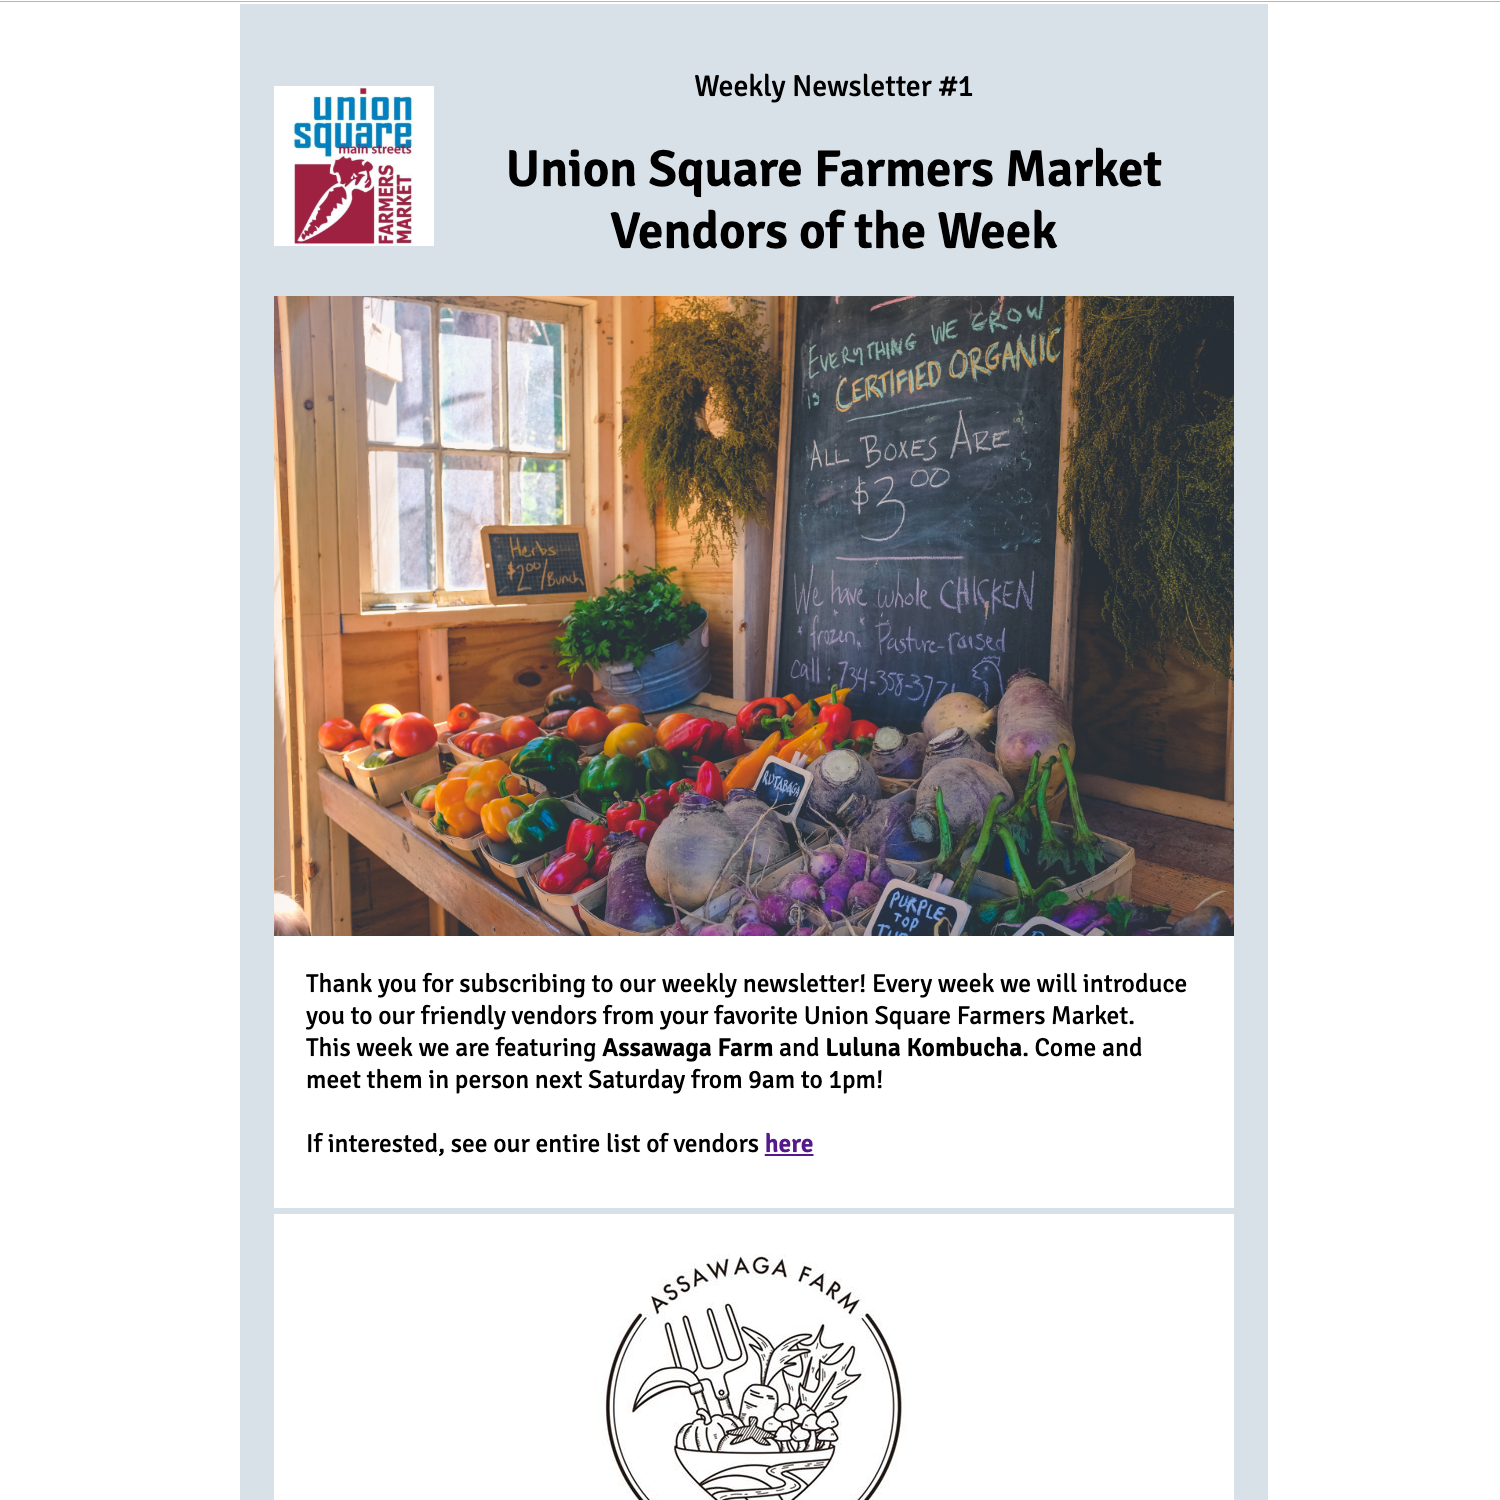 Weekly Newsletter #1
union
square
main streets
FARMERS
MARKET
Union Square Farmers Market
Vendors of the Week
EVERYTHING WE GROW
is CERTIFIED ORGANIC
ALL BOXES ARE
$3.00
Herbs
$2.00/Bunch
We have whole CHICKEN
frozen. Pasture-raised
call: 734-358-377
RUTABAGA
PURPLE
TOP
Thank you for subscribing to our weekly newsletter! Every week we will introduce
you to our friendly vendors from your favorite Union Square Farmers Market.
This week we are featuring Assawaga Farm and Luluna Kombucha. Come and
meet them in person next Saturday from 9am to 1pm!
If interested, see our entire list of vendors here
ASSAWAGA FARM